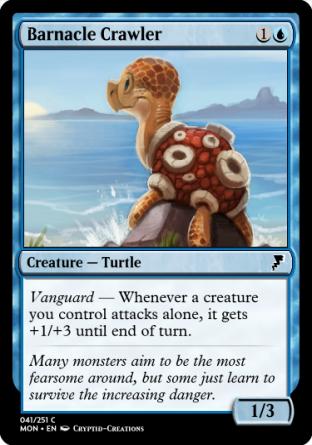 Barnacle Crawler 1
Creature — Turtle
Vanguard — Whenever a creature
you control attacks alone, it gets
+1/+3 until end of turn.
Many monsters aim to be the most
fearsome around, but some just learn to
survive the increasing danger.
1/3
041/251 C
MON • EN Cryptid-Creations